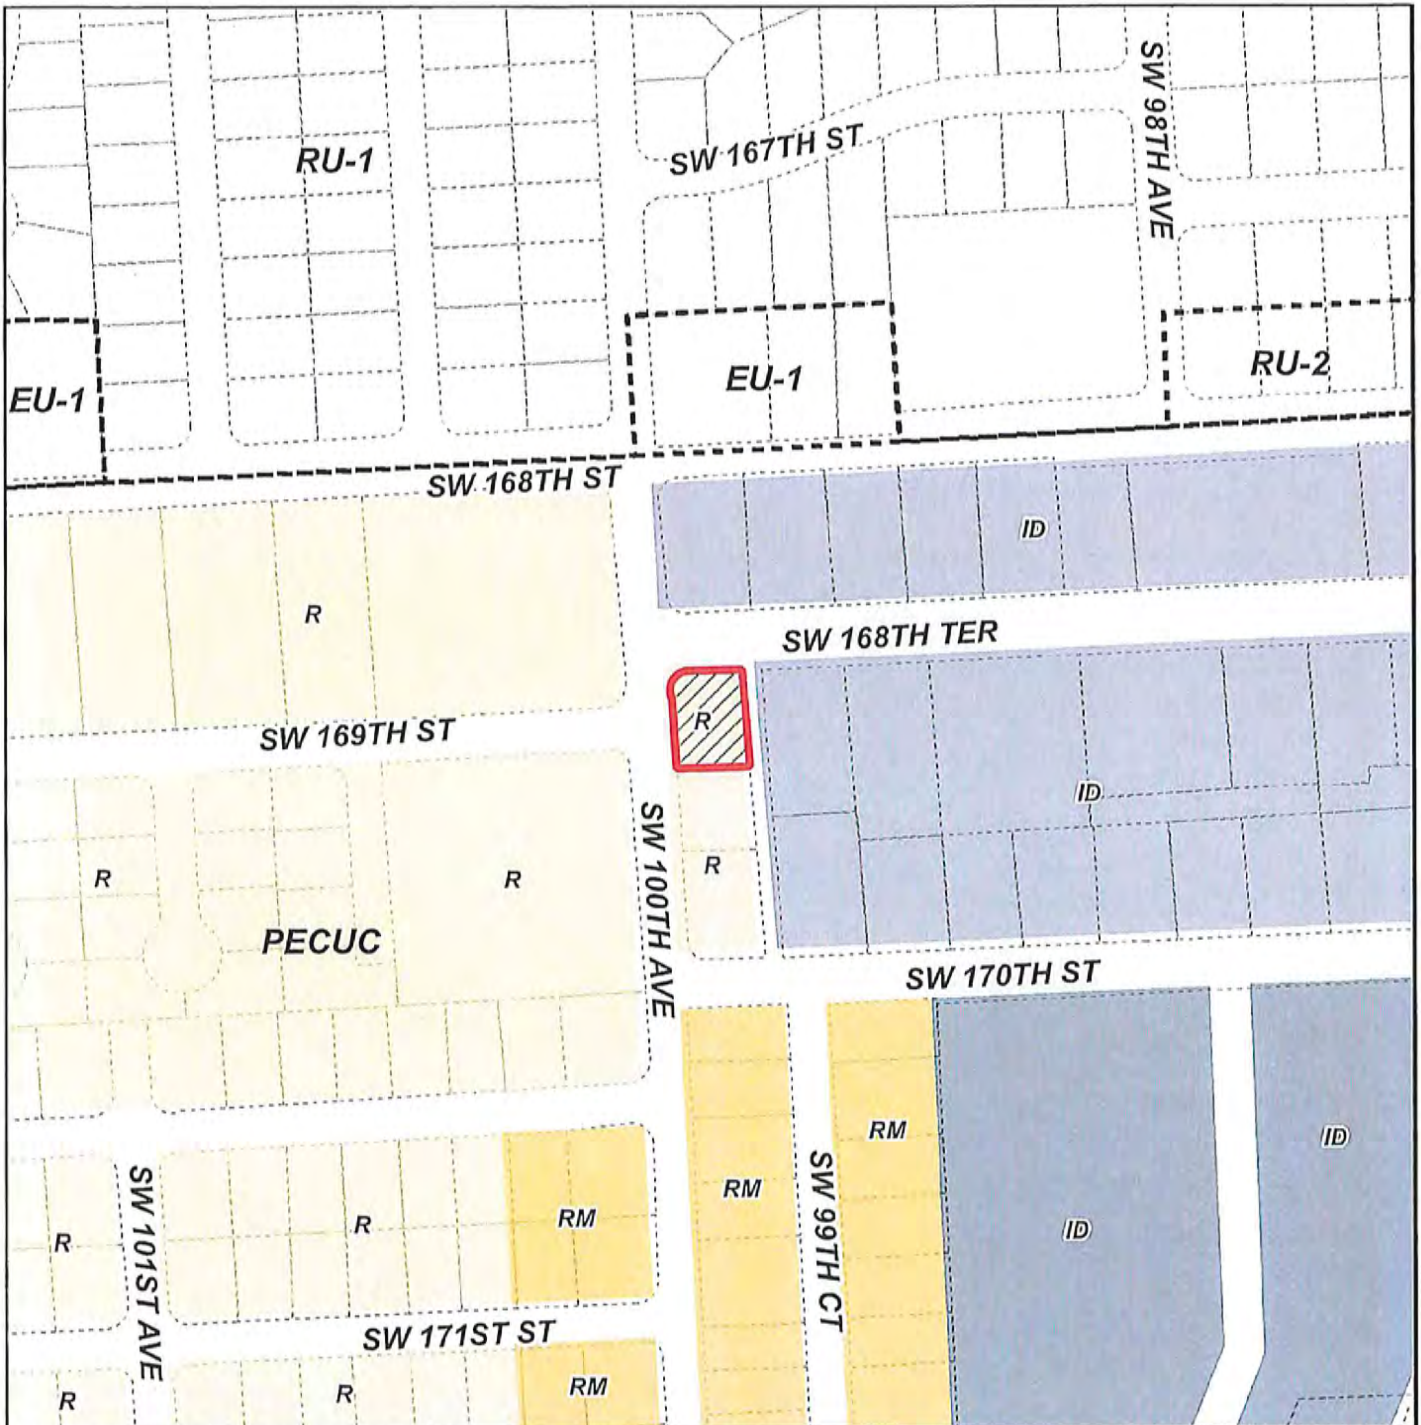 SW 98TH AVE
SW 167TH ST
RU-1
EU-1
EU-1
RU-2
SW 168TH ST
ID
R
SW 168TH TER
R
SW 169TH ST
ID
SW 100TH AVE
R
R
R
PECUC
SW 170TH ST
RM
ID
RM
SW 99TH CT
RM
R
R
ID
SW 101ST AVE
SW 171ST ST
RM
R
R